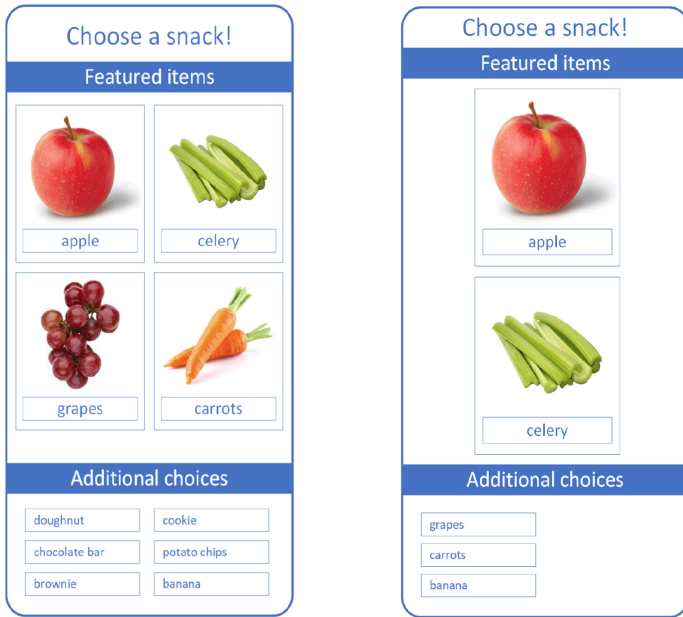 Choose a snack!
Featured items
apple
celery
grapes
carrots
Additional choices
doughnut
cookie
chocolate bar
potato chips
brownie
banana
Choose a snack!
Featured items
apple
celery
Additional choices
grapes
carrots
banana